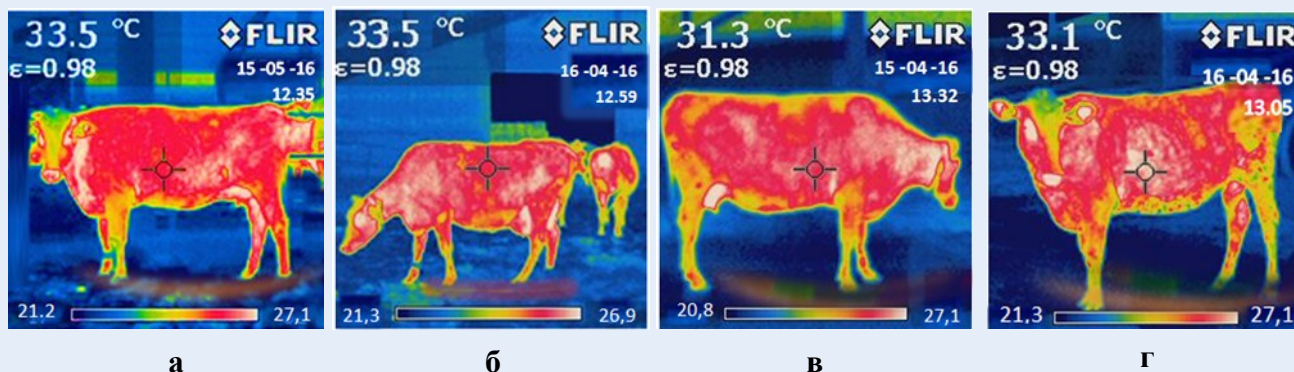 33.5 °C FLIR
ε=0.98 15 -05 -16
12.35
21.2 27,1
33.5 °C FLIR
ε=0.98 16 -04 -16
12.59
21,3 26,9
31.3 °C FLIR
ε=0.98 15 -04 -16
13.32
20,8 27,1
33.1 °C FLIR
ε=0.98 16 -04 -16
13.05
21,3 27,1
а б в г